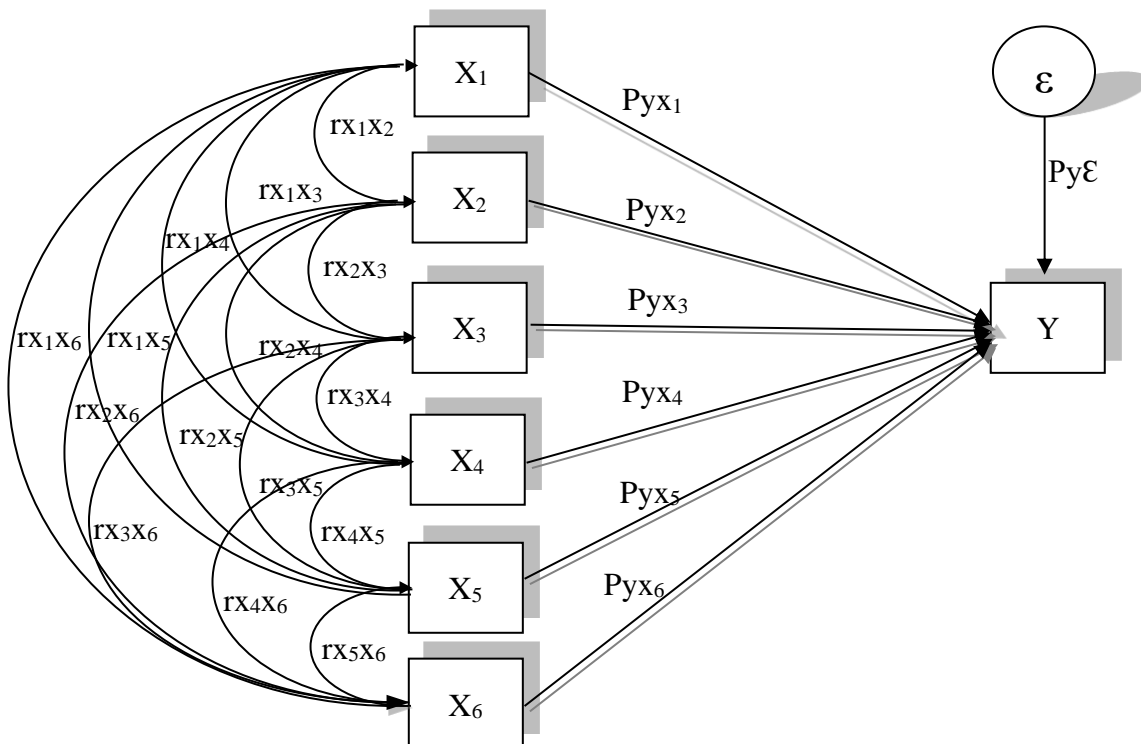 X₁
ε
Pyx₁
rx₁x₂
Pyε
rx₁x₃
X₂
Pyx₂
rx₁x₄
rx₂x₃
Pyx₃
X₃
Y
rx₁x₆
rx₁x₅
rx₂x₄
rx₃x₄
Pyx₄
rx₂x₆
rx₂x₅
X₄
Pyx₅
rx₃x₅
rx₃x₆
rx₄x₅
X₅
Pyx₆
rx₄x₆
rx₅x₆
X₆